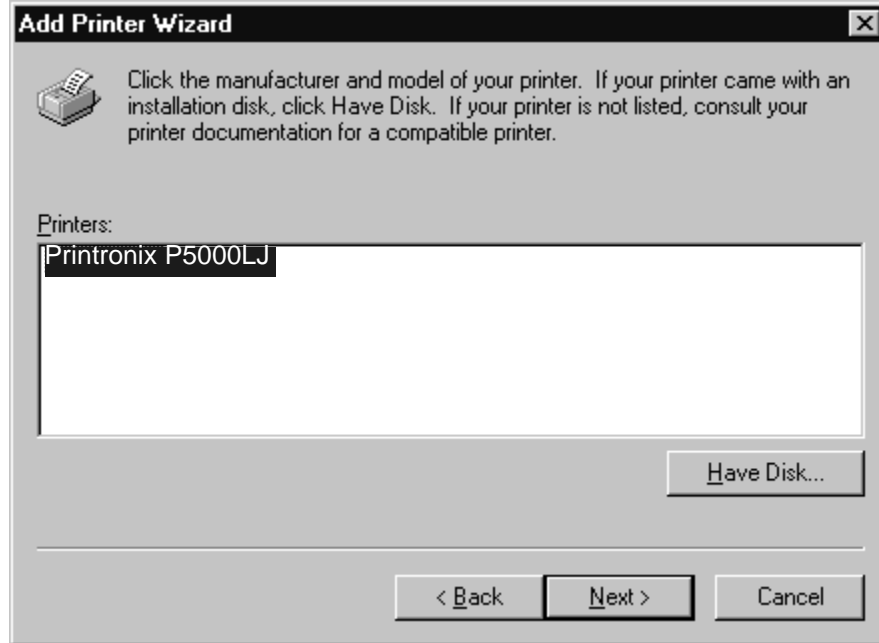 Add Printer Wizard
Click the manufacturer and model of your printer. If your printer came with an
installation disk, click Have Disk. If your printer is not listed, consult your
printer documentation for a compatible printer.
Printers:
Printronix P5000LJ
Have Disk...
< Back
Next >
Cancel